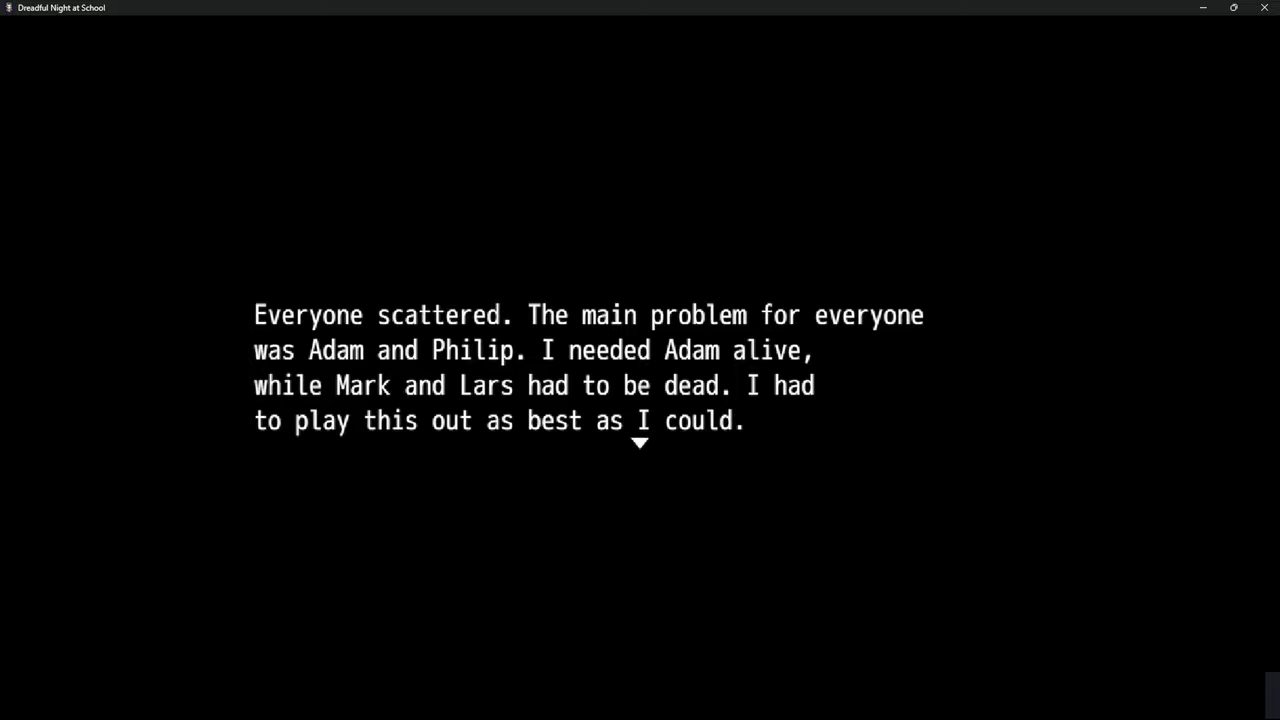 Dreadful Night at School
Everyone scattered. The main problem for everyone
was Adam and Philip. I needed Adam alive,
while Mark and Lars had to be dead. I had
to play this out as best as I could.